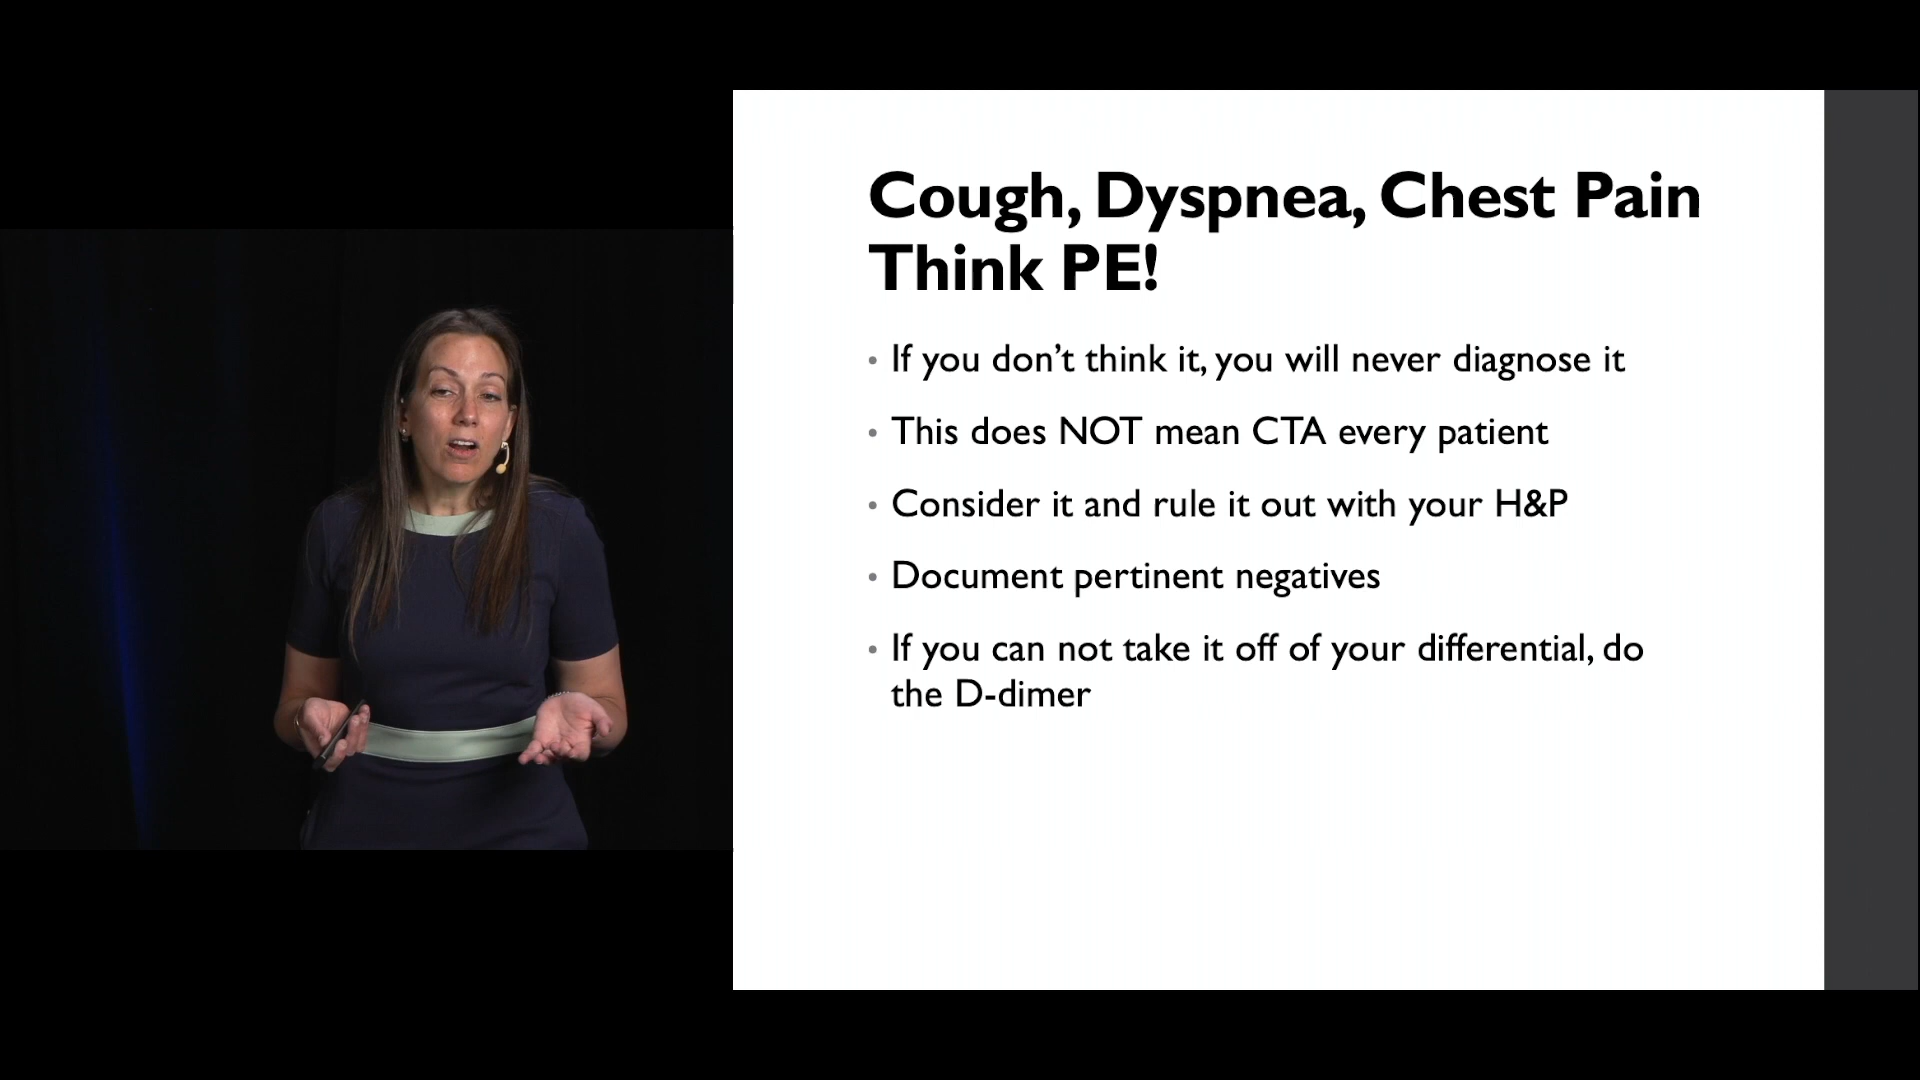 Cough, Dyspnea, Chest Pain
Think PE!
• If you don’t think it, you will never diagnose it
• This does NOT mean CTA every patient
• Consider it and rule it out with your H&P
• Document pertinent negatives
• If you can not take it off of your differential, do
the D-dimer